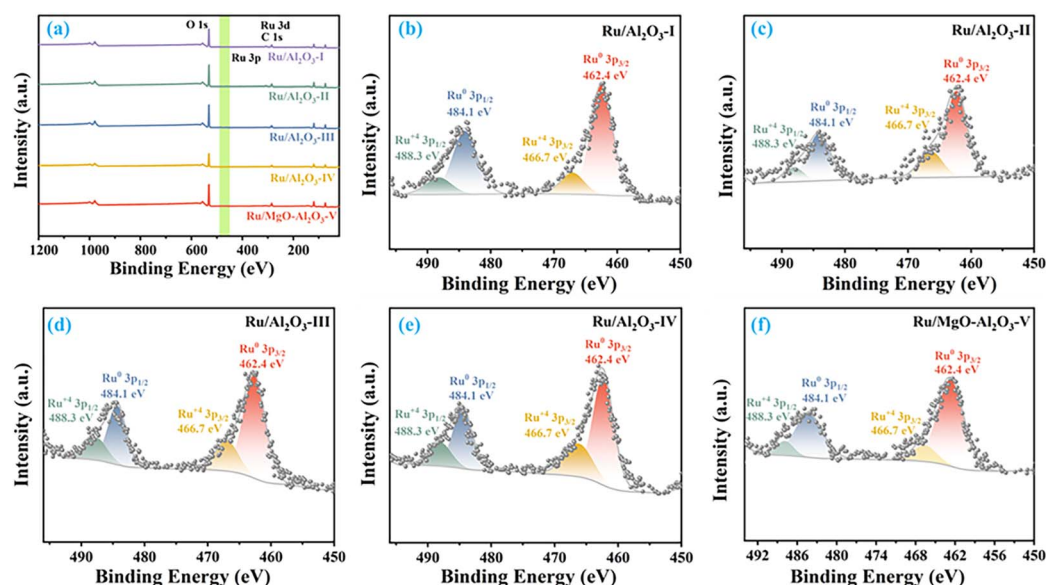 (a)
O 1s
Ru 3d
C 1s
Ru 3p
Ru/Al₂O₃-I
Ru/Al₂O₃-II
Ru/Al₂O₃-III
Ru/Al₂O₃-IV
Ru/MgO-Al₂O₃-V
Intensity (a.u.)
1200 1000 800 600 400 200
Binding Energy (eV)
(b)
Ru/Al₂O₃-I
Ru⁰ 3p₃/₂
462.4 eV
Ru⁰ 3p₁/₂
484.1 eV
Ru⁺⁴ 3p₁/₂
488.3 eV
Ru⁺⁴ 3p₃/₂
466.7 eV
Intensity (a.u.)
490 480 470 460 450
Binding Energy (eV)
(c)
Ru/Al₂O₃-II
Ru⁰ 3p₃/₂
462.4 eV
Ru⁰ 3p₁/₂
484.1 eV
Ru⁺⁴ 3p₁/₂
488.3 eV
Ru⁺⁴ 3p₃/₂
466.7 eV
Intensity (a.u.)
490 480 470 460 450
Binding Energy (eV)
(d)
Ru/Al₂O₃-III
Ru⁰ 3p₃/₂
462.4 eV
Ru⁰ 3p₁/₂
484.1 eV
Ru⁺⁴ 3p₁/₂
488.3 eV
Ru⁺⁴ 3p₃/₂
466.7 eV
Intensity (a.u.)
490 480 470 460 450
Binding Energy (eV)
(e)
Ru/Al₂O₃-IV
Ru⁰ 3p₃/₂
462.4 eV
Ru⁰ 3p₁/₂
484.1 eV
Ru⁺⁴ 3p₁/₂
488.3 eV
Ru⁺⁴ 3p₃/₂
466.7 eV
Intensity (a.u.)
490 480 470 460 450
Binding Energy (eV)
(f)
Ru/MgO-Al₂O₃-V
Ru⁰ 3p₃/₂
462.4 eV
Ru⁰ 3p₁/₂
484.1 eV
Ru⁺⁴ 3p₁/₂
488.3 eV
Ru⁺⁴ 3p₃/₂
466.7 eV
Intensity (a.u.)
492 486 480 474 468 462 456 450
Binding Energy (eV)